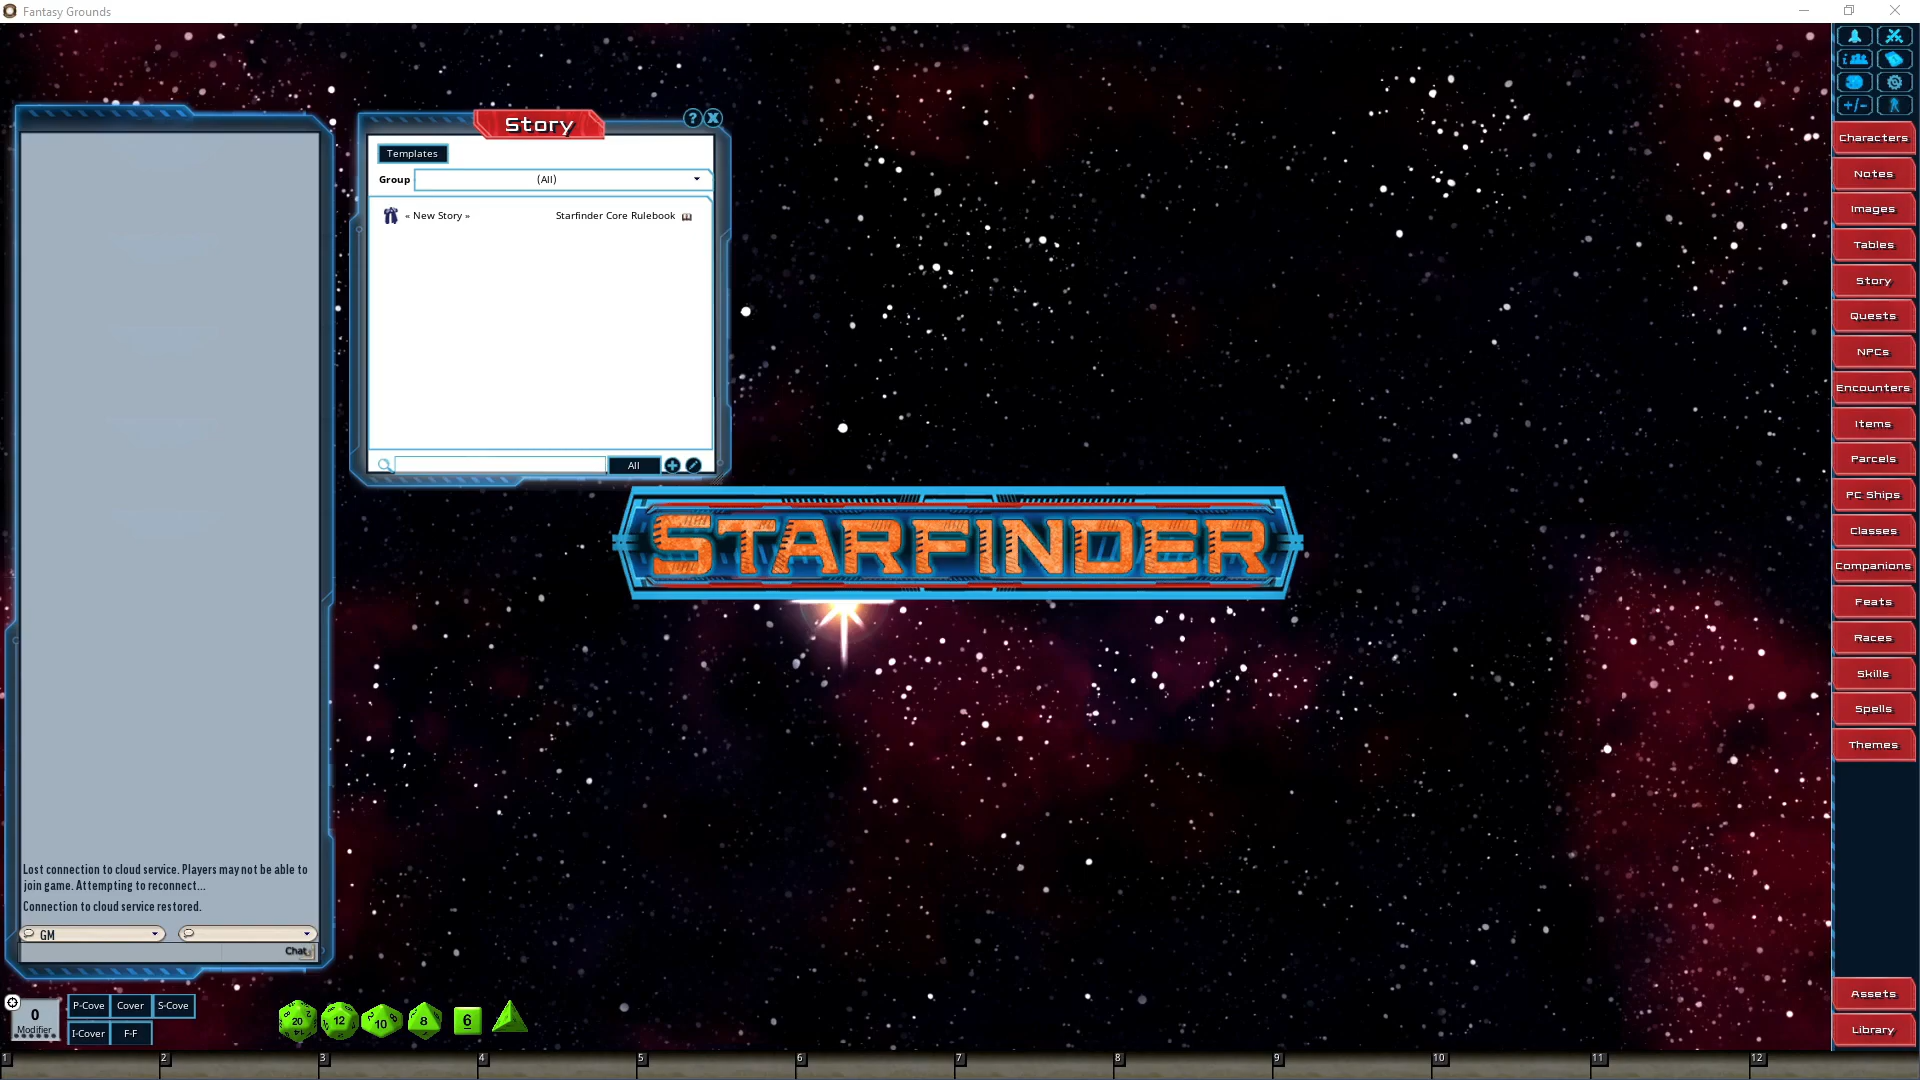 Fantasy Grounds
Story
Templates
Group
(All)
« New Story »
Starfinder Core Rulebook
All
STARFINDER
Lost connection to cloud service. Players may not be able to
join game. Attempting to reconnect...
Connection to cloud service restored.
GM
Chat
0
Modifier
P-Cove
Cover
S-Cove
I-Cover
F-F
20
12
10
8
6
1
2
3
4
5
6
7
8
9
10
11
12
+/-
Characters
Notes
Images
Tables
Story
Quests
NPCs
Encounters
Items
Parcels
PC Ships
Classes
Companions
Feats
Races
Skills
Spells
Themes
Assets
Library